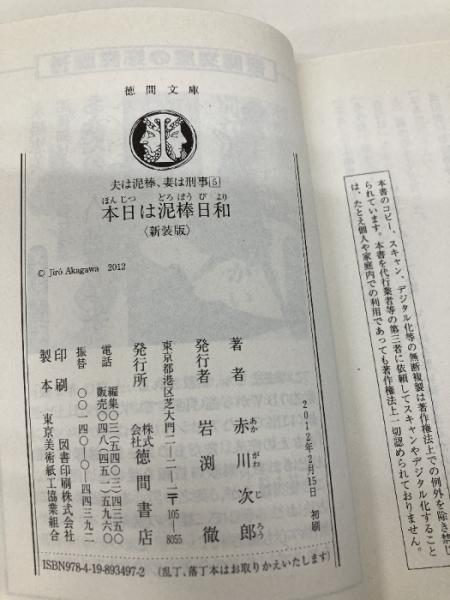 徳間文庫
夫は泥棒、妻は刑事5
ほんじつ どろぼうびより
本日は泥棒日和
〈新装版〉
© Jirō Akagawa 2012
2012年2月15日 初刷
著者 赤川次郎
あかがわじろう
発行者 岩渕徹
発行所 株式会社徳間書店
東京都港区芝大門二―二―一〒105-8055
電話 編集〇三(五四〇三)四三五〇
販売〇四八(四五一)五九六〇
振替 〇〇一四〇―〇―四四三九二
印刷 図書印刷株式会社
製本 東京美術紙工協業組合
ISBN978-4-19-893497-2 (乱丁、落丁本はお取りかえいたします)
本書のコピー、スキャン、デジタル化等の無断複製は著作権法上での例外を除き禁じ
られています。本書を代行業者等の第三者に依頼してスキャンやデジタル化すること
は、たとえ個人や家庭内での利用であっても著作権法上一切認められておりません。